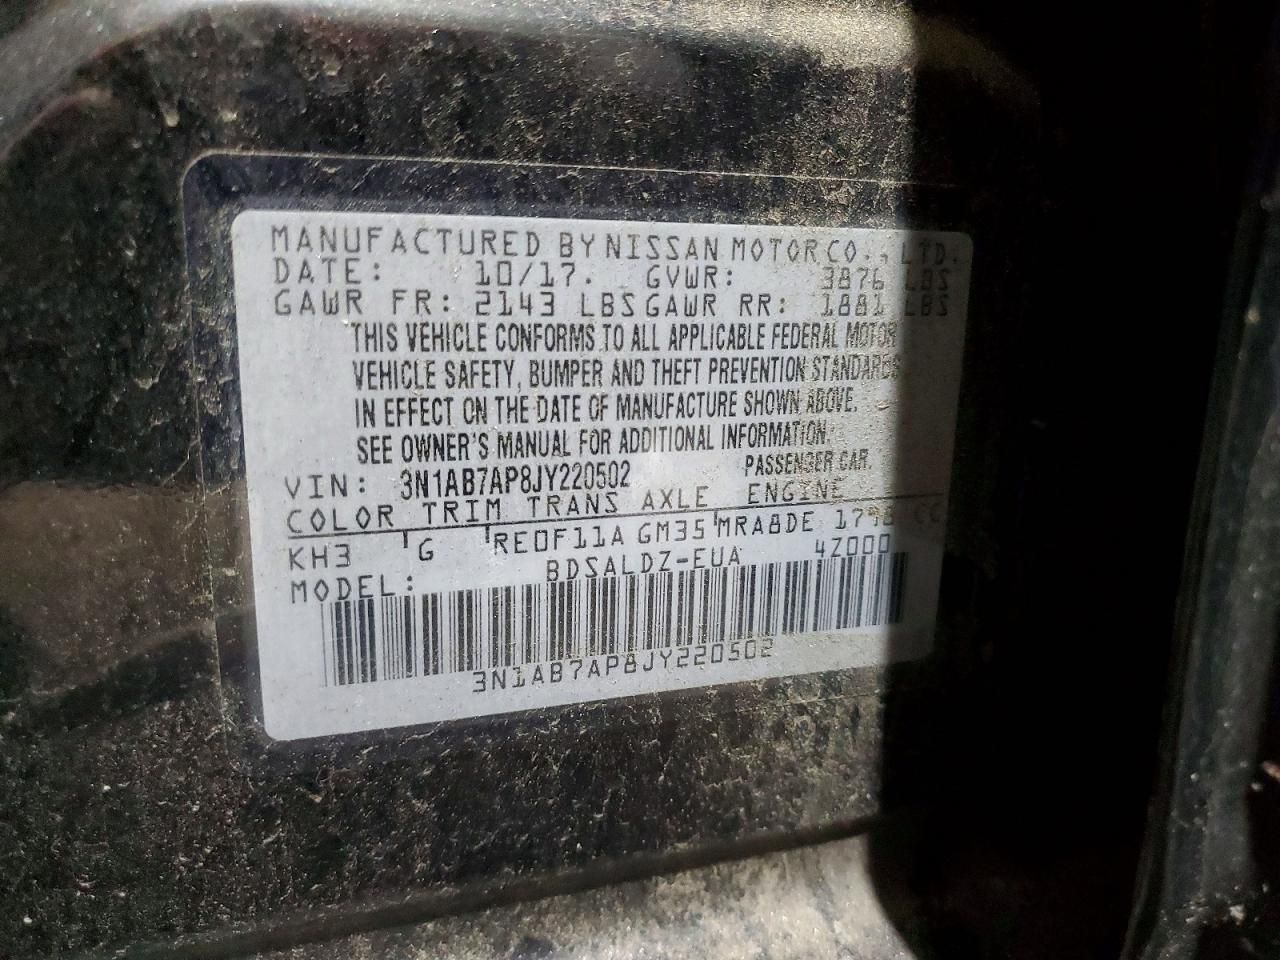 MANUFACTURED BY NISSAN MOTOR CO., LTD.
DATE: 10/17. GVWR: 3876 LBS
GAWR FR: 2143 LBS GAWR RR: 1881 LBS
THIS VEHICLE CONFORMS TO ALL APPLICABLE FEDERAL MOTOR
VEHICLE SAFETY, BUMPER AND THEFT PREVENTION STANDARDS
IN EFFECT ON THE DATE OF MANUFACTURE SHOWN ABOVE.
SEE OWNER'S MANUAL FOR ADDITIONAL INFORMATION.
VIN: 3N1AB7AP8JY220502 PASSENGER CAR.
COLOR TRIM TRANS AXLE ENGINE
KH3 G RE0F11A GM35 MRA8DE 1798 CC
MODEL: BDSALDZ-EUA 4Z000
3N1AB7AP8JY220502